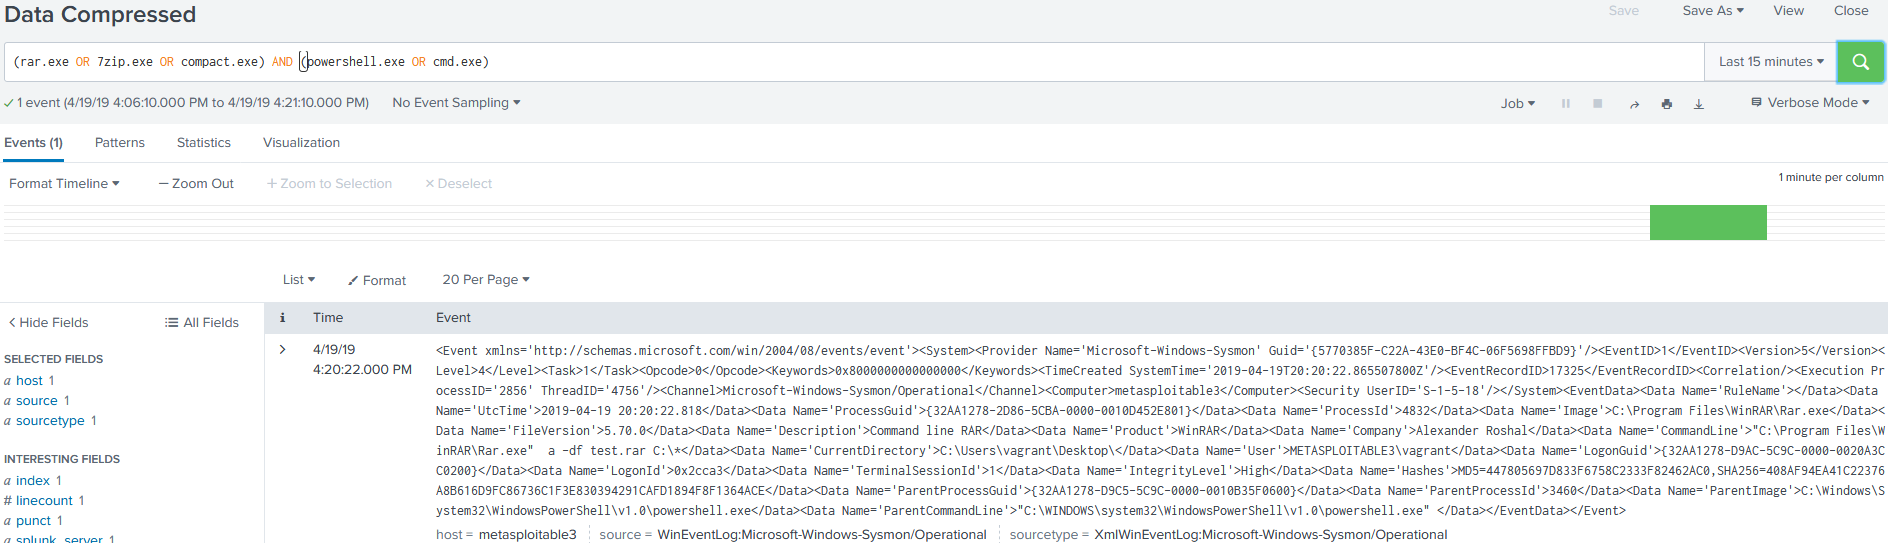 Data Compressed
Save Save As View Close
(rar.exe OR 7zip.exe OR compact.exe) AND (powershell.exe OR cmd.exe)
Last 15 minutes
1 event (4/19/19 4:06:10.000 PM to 4/19/19 4:21:10.000 PM) No Event Sampling
Job Verbose Mode
Events (1) Patterns Statistics Visualization
Format Timeline — Zoom Out + Zoom to Selection × Deselect
1 minute per column
List Format 20 Per Page
< Hide Fields All Fields
i Time Event
SELECTED FIELDS
a host 1
a source 1
a sourcetype 1
INTERESTING FIELDS
a index 1
# linecount 1
a punct 1
a splunk_server 1
4/19/19
4:20:22.000 PM
<Event xmlns='http://schemas.microsoft.com/win/2004/08/events/event'><System><Provider Name='Microsoft-Windows-Sysmon' Guid='{5770385F-C22A-43E0-BF4C-06F5698FFBD9}'/><EventID>1</EventID><Version>5</Version><
Level>4</Level><Task>1</Task><Opcode>0</Opcode><Keywords>0x8000000000000000</Keywords><TimeCreated SystemTime='2019-04-19T20:20:22.865507800Z'/><EventRecordID>17325</EventRecordID><Correlation/><Execution Pr
ocessID='2856' ThreadID='4756'/><Channel>Microsoft-Windows-Sysmon/Operational</Channel><Computer>metasploitable3</Computer><Security UserID='S-1-5-18'/></System><EventData><Data Name='RuleName'></Data><Data
Name='UtcTime'>2019-04-19 20:20:22.818</Data><Data Name='ProcessGuid'>{32AA1278-2D86-5CBA-0000-0010D452E801}</Data><Data Name='ProcessId'>4832</Data><Data Name='Image'>C:\Program Files\WinRAR\Rar.exe</Data><
Data Name='FileVersion'>5.70.0</Data><Data Name='Description'>Command line RAR</Data><Data Name='Product'>WinRAR</Data><Data Name='Company'>Alexander Roshal</Data><Data Name='CommandLine'>"C:\Program Files\W
inRAR\Rar.exe"  a -df test.rar C:\*</Data><Data Name='CurrentDirectory'>C:\Users\vagrant\Desktop\</Data><Data Name='User'>METASPLOITABLE3\vagrant</Data><Data Name='LogonGuid'>{32AA1278-D9AC-5C9C-0000-0020A3C
C0200}</Data><Data Name='LogonId'>0x2cca3</Data><Data Name='TerminalSessionId'>1</Data><Data Name='IntegrityLevel'>High</Data><Data Name='Hashes'>MD5=447805697D833F6758C2333F82462AC0,SHA256=408AF94EA41C22376
A8B616D9FC86736C1F3E830394291CAFD1894F8F1364ACE</Data><Data Name='ParentProcessGuid'>{32AA1278-D9C5-5C9C-0000-0010B35F0600}</Data><Data Name='ParentProcessId'>3460</Data><Data Name='ParentImage'>C:\Windows\S
ystem32\WindowsPowerShell\v1.0\powershell.exe</Data><Data Name='ParentCommandLine'>"C:\WINDOWS\system32\WindowsPowerShell\v1.0\powershell.exe" </Data></EventData></Event>
host = metasploitable3 source = WinEventLog:Microsoft-Windows-Sysmon/Operational sourcetype = XmlWinEventLog:Microsoft-Windows-Sysmon/Operational